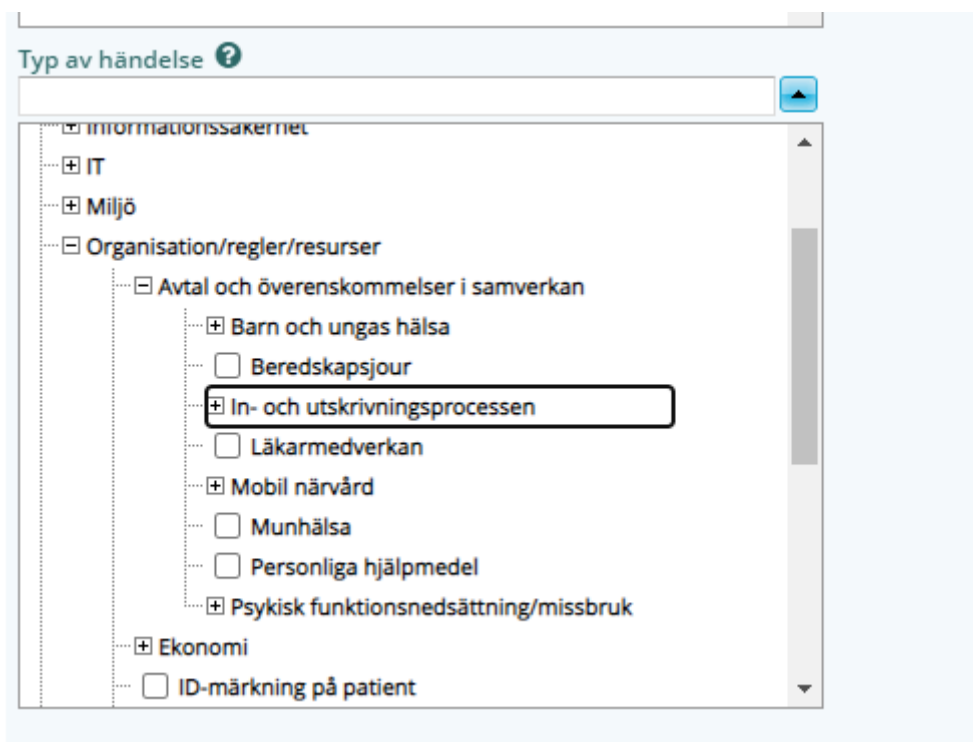 Typ av händelse ?
Informationssäkerhet
IT
Miljö
Organisation/regler/resurser
Avtal och överenskommelser i samverkan
Barn och ungas hälsa
Beredskapsjour
In- och utskrivningsprocessen
Läkarmedverkan
Mobil närvård
Munhälsa
Personliga hjälpmedel
Psykisk funktionsnedsättning/missbruk
Ekonomi
ID-märkning på patient